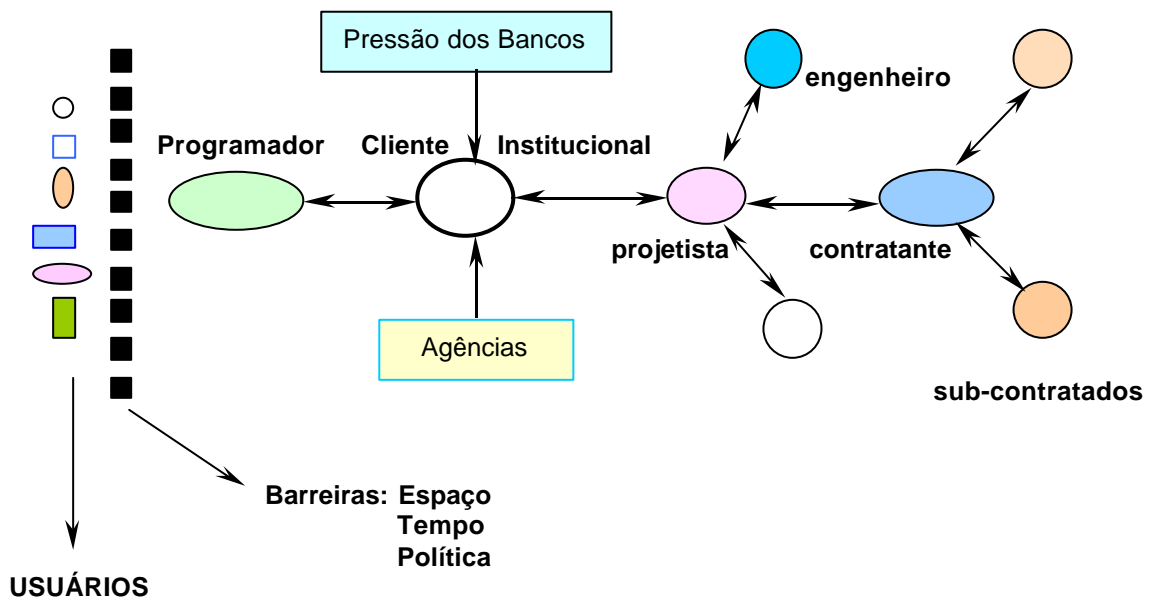 Pressão dos Bancos
engenheiro
Programador
Cliente
Institucional
projetista
contratante
Agências
sub-contratados
Barreiras: Espaço
Tempo
Política
USUÁRIOS